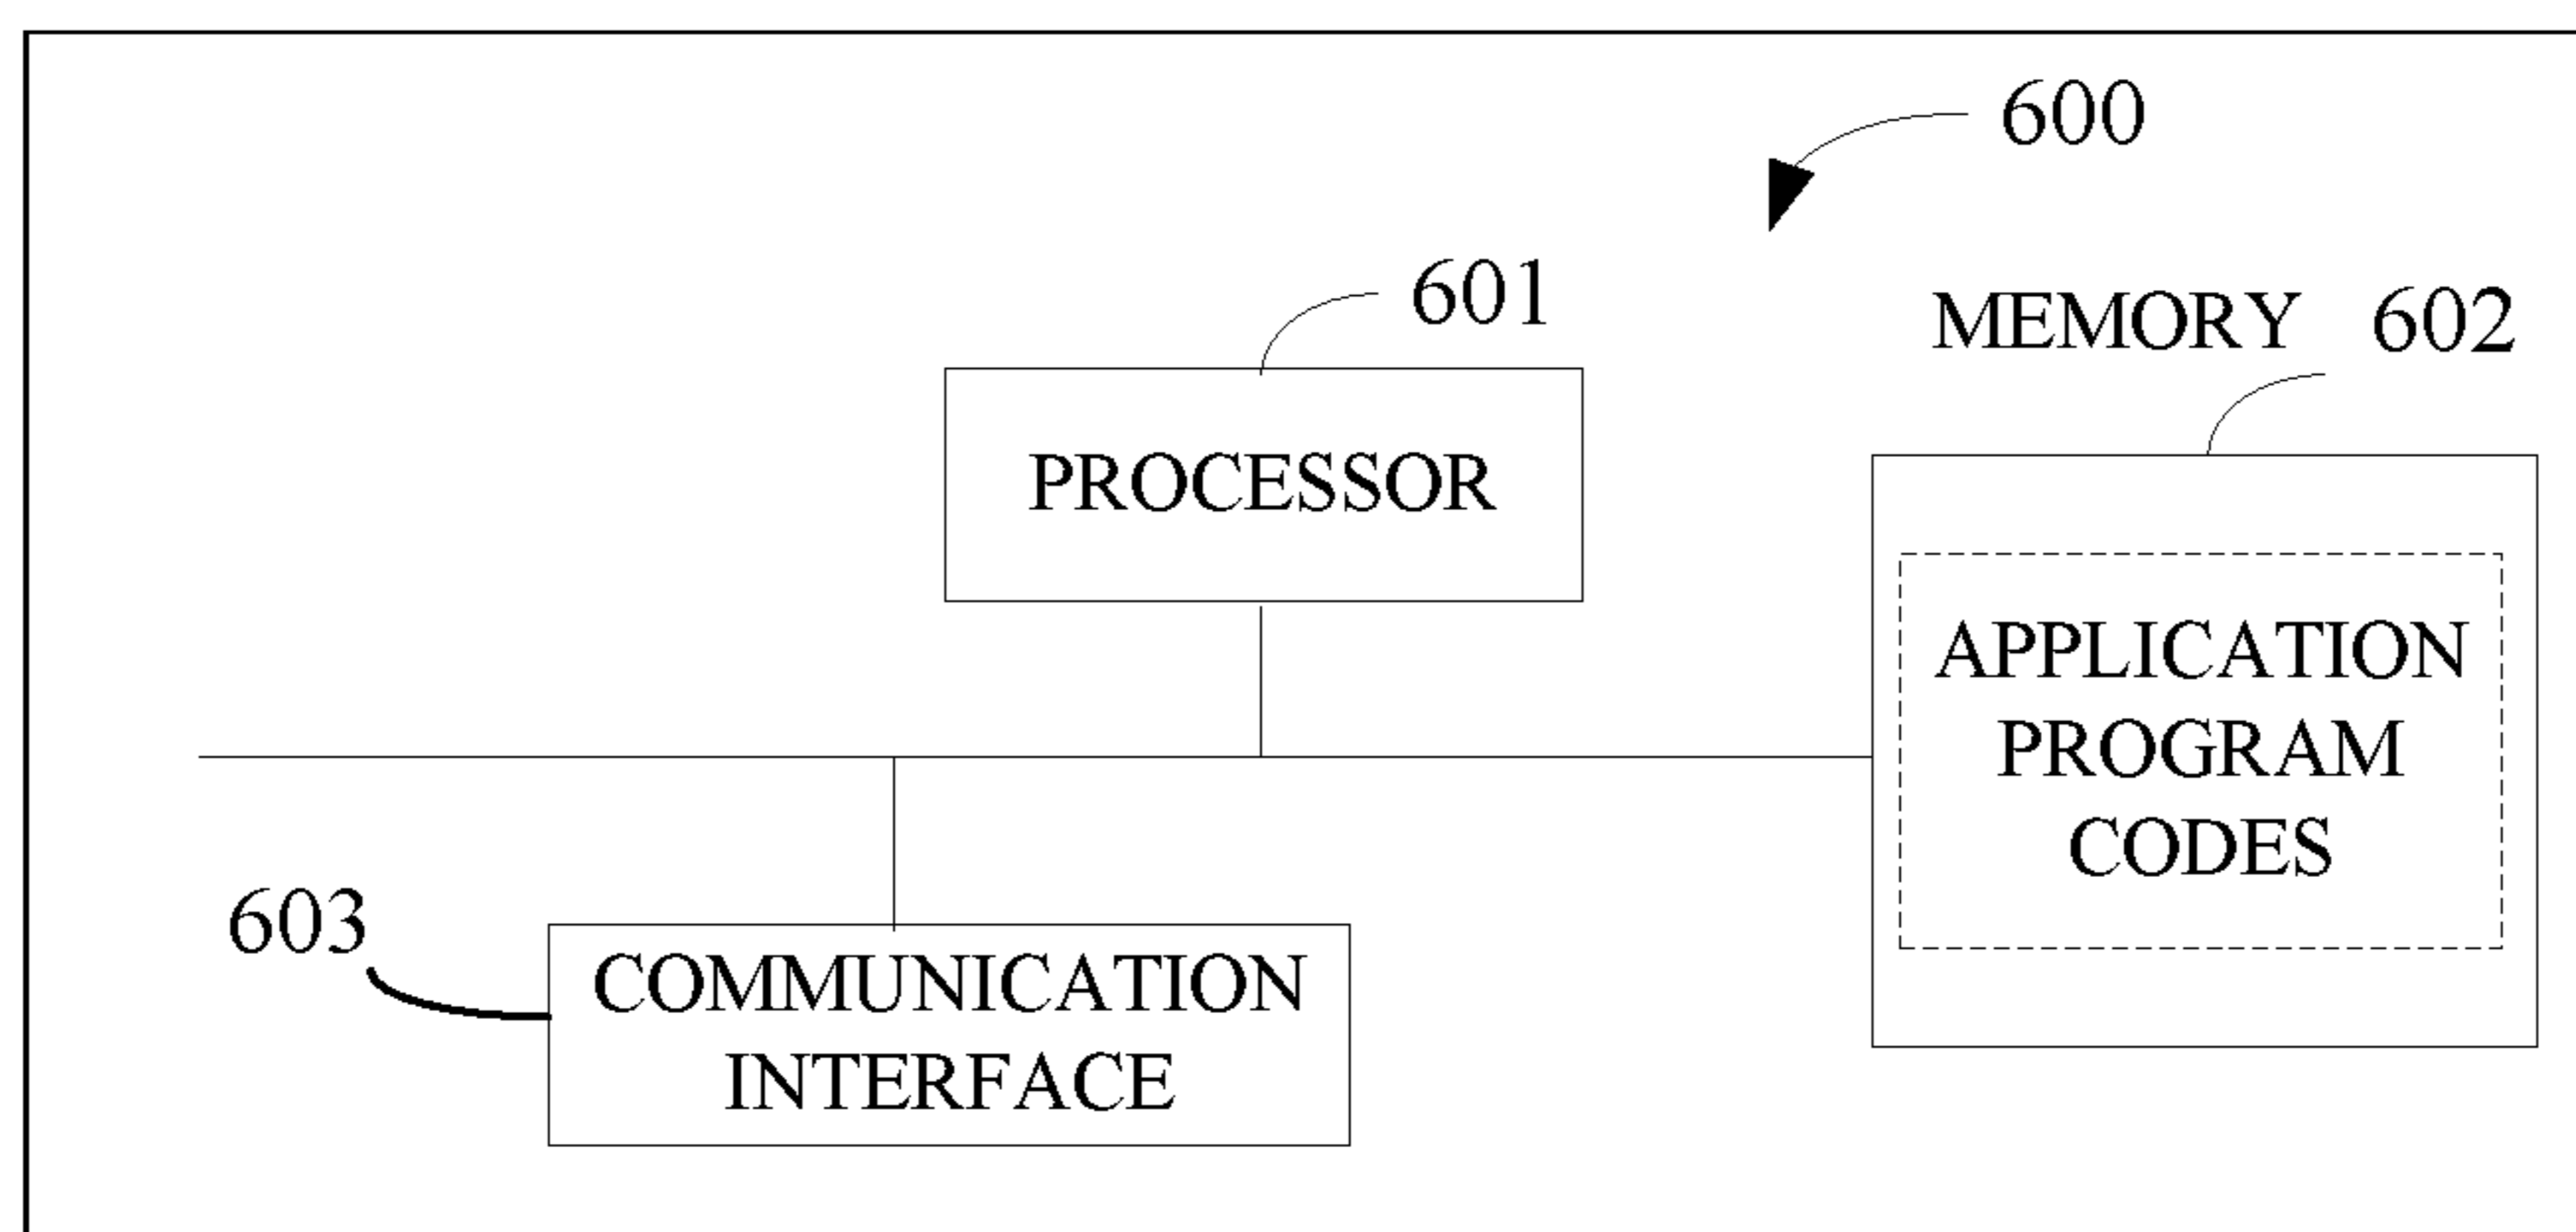 600
601
MEMORY 602
PROCESSOR
APPLICATION
PROGRAM
CODES
603
COMMUNICATION
INTERFACE